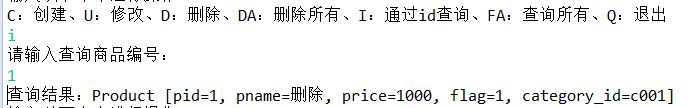 C：创建、U：修改、D：删除、DA：删除所有、I：通过id查询、FA：查询所有、Q：退出
i
请输入查询商品编号：
1
查询结果：Product [pid=1, pname=删除, price=1000, flag=1, category_id=c001]